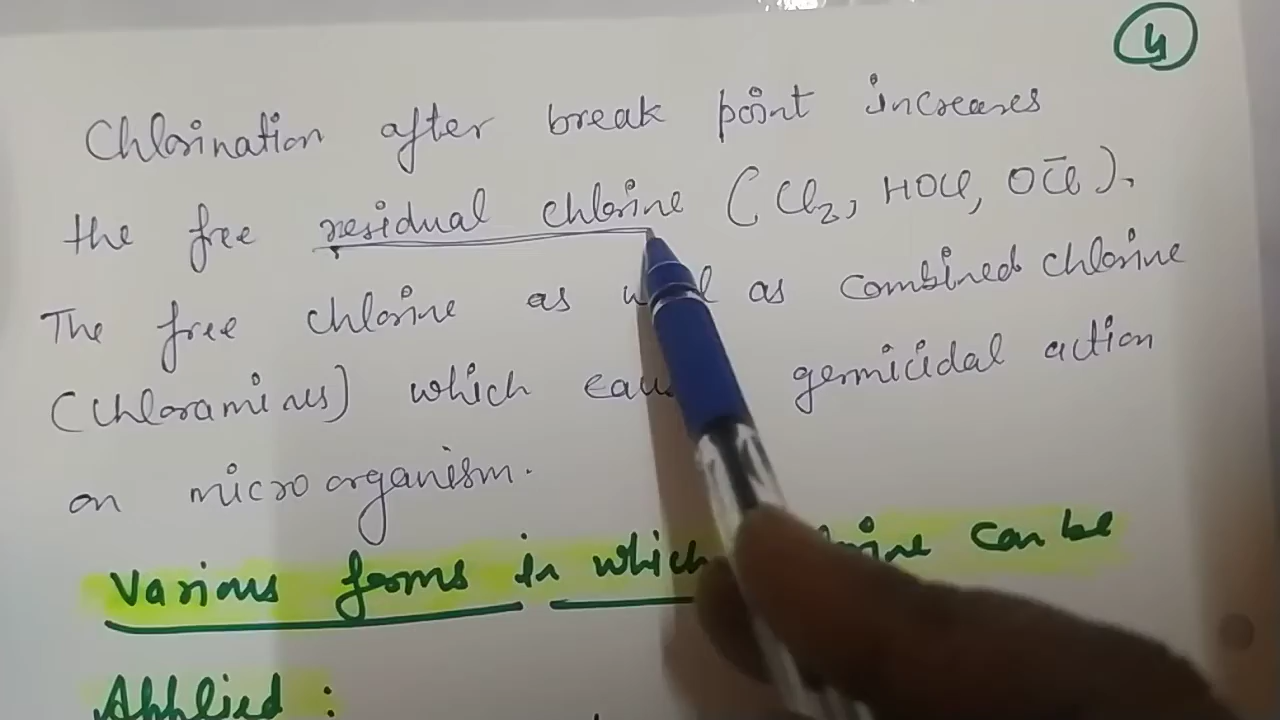 4
Chlorination after break point increases
the free residual chlorine (Cl₂, HOCl, OCl⁻).
The free chlorine as as combined chlorine
(Chloramines) which germicidal action
on microorganism.
Various forms in which can be
Applied :